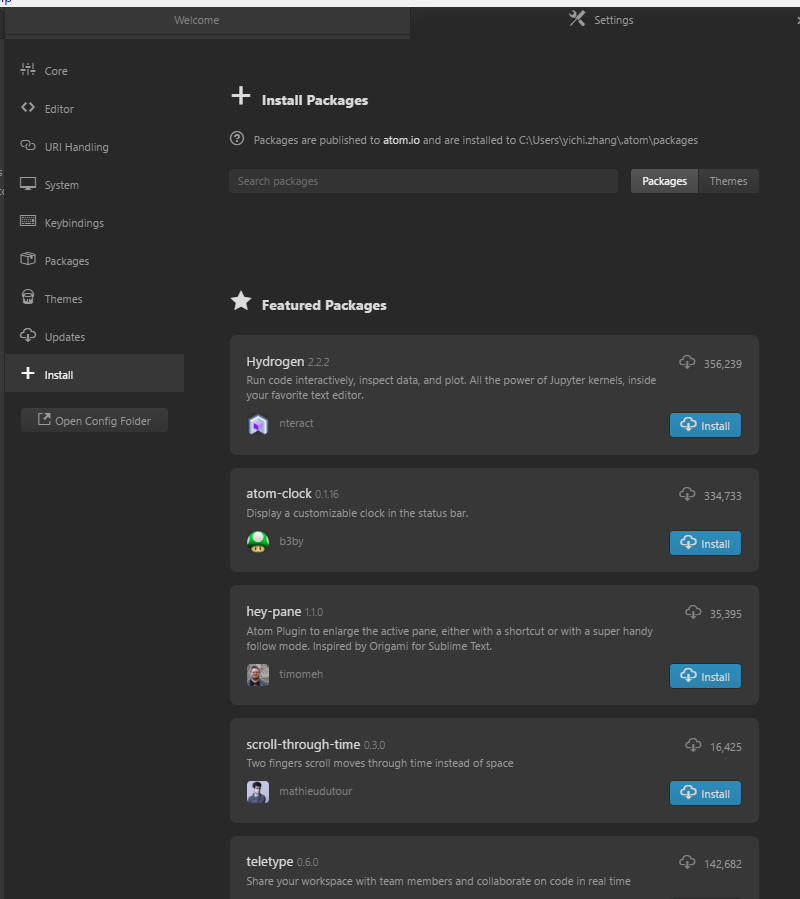 Welcome
Settings
Core
Editor
URI Handling
System
Keybindings
Packages
Themes
Updates
Install
Open Config Folder
Install Packages
Packages are published to atom.io and are installed to C:\Users\yichi.zhang\.atom\packages
Search packages
Packages
Themes
Featured Packages
Hydrogen 2.2.2
356,239
Run code interactively, inspect data, and plot. All the power of Jupyter kernels, inside
your favorite text editor.
nteract
Install
atom-clock 0.1.16
334,733
Display a customizable clock in the status bar.
b3by
Install
hey-pane 1.1.0
35,395
Atom Plugin to enlarge the active pane, either with a shortcut or with a super handy
follow mode. Inspired by Origami for Sublime Text.
timomeh
Install
scroll-through-time 0.3.0
16,425
Two fingers scroll moves through time instead of space
mathieudutour
Install
teletype 0.6.0
142,682
Share your workspace with team members and collaborate on code in real time